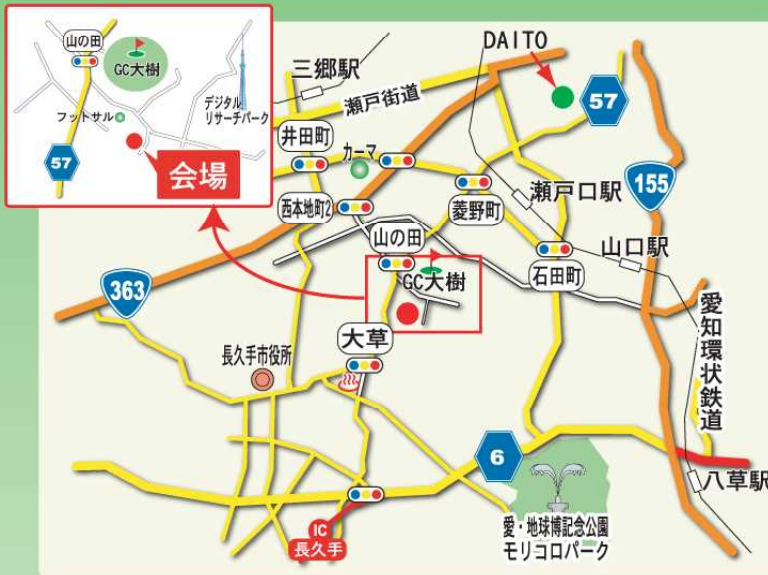 山の田
GC大樹
フットサル
デジタル
リサーチパーク
57
会場
DAITO
三郷駅
瀬戸街道
57
井田町
カーマ
155
西本地町2
菱野町
瀬戸口駅
山の田
山口駅
GC大樹
石田町
363
大草
愛知環状鉄道
長久手市役所
6
八草駅
IC
長久手
愛・地球博記念公園
モリコロパーク